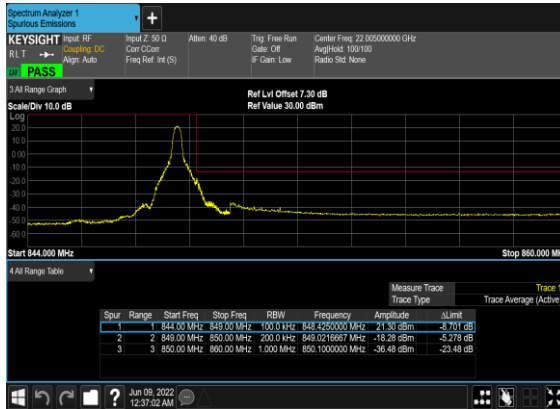 Spectrum Analyzer 1
Spurious Emissions
+
KEYSIGHT Input: RF Input Z: 50 Ω Atten: 40 dB Trig: Free Run Center Freq: 22.005000000 GHz
RLT Coupling: DC Corr CCorr Gate: Off Avg|Hold: 100/100
Align: Auto Freq Ref: Int (S) IF Gain: Low Radio Std: None
PASS
3 All Range Graph
Ref Lvl Offset 7.30 dB
Scale/Div 10.0 dB Ref Value 30.00 dBm
Log
20.0
10.0
0.00
-10.0
-20.0
-30.0
-40.0
-50.0
-60.0
Start 844.000 MHz Stop 860.000 MH
4 All Range Table
Measure Trace Trace 1
Trace Type Trace Average (Active
Spur Range Start Freq Stop Freq RBW Frequency Amplitude ΔLimit
1 1 844.00 MHz 849.00 MHz 100.0 kHz 848.4250000 MHz 21.30 dBm -8.701 dB
2 2 849.00 MHz 850.00 MHz 200.0 kHz 849.0216667 MHz -18.28 dBm -5.278 dB
3 3 850.00 MHz 860.00 MHz 1.000 MHz 850.1000000 MHz -36.48 dBm -23.48 dB
? Jun 09, 2022
12:37:02 AM